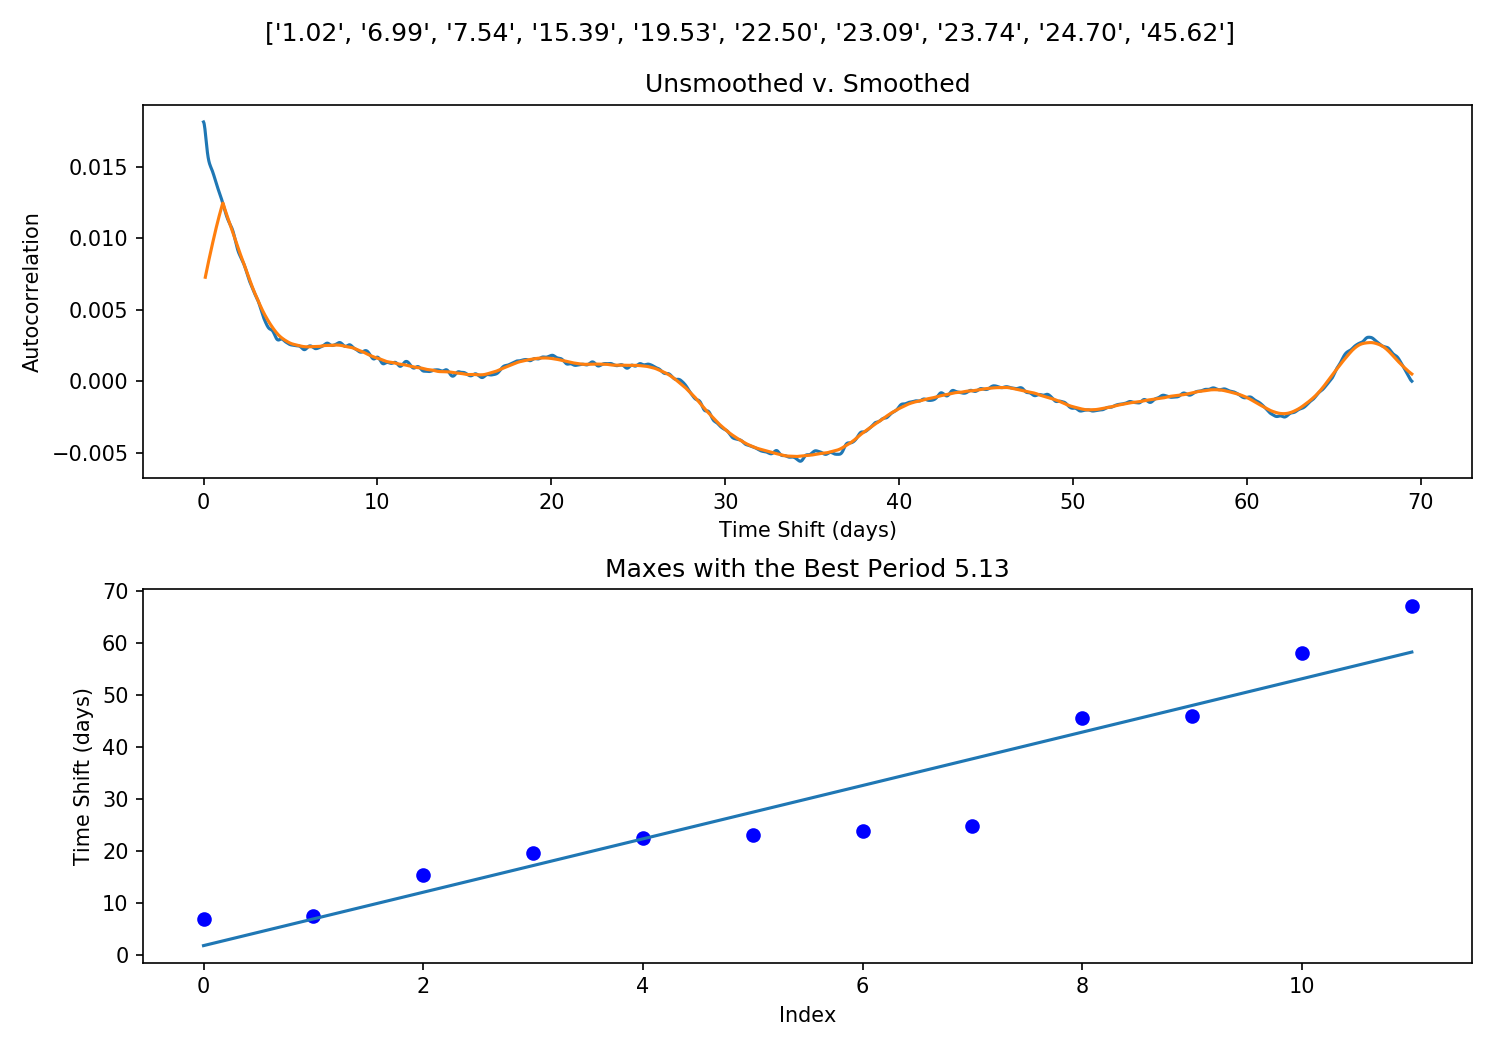 ['1.02', '6.99', '7.54', '15.39', '19.53', '22.50', '23.09', '23.74', '24.70', '45.62']
Unsmoothed v. Smoothed
Autocorrelation
0.015
0.010
0.005
0.000
−0.005
0 10 20 30 40 50 60 70
Time Shift (days)
Maxes with the Best Period 5.13
Time Shift (days)
70
60
50
40
30
20
10
0
0 2 4 6 8 10
Index